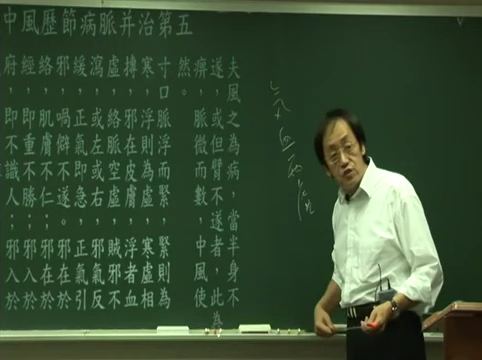 中風歷節病脈并治第五
夫風之為病，當半身不
遂，或但臂不遂者，此為
痹，脈微而數，中風使
然。
寸口脈浮而緊，緊則為
寒，浮則為虛，寒虛相
搏，邪在皮膚，浮者血
虛，絡脈空虛，賊邪不
瀉，或左或右，邪氣反
緩，正氣即急，正氣引
邪，喎僻不遂。邪在於
絡，肌膚不仁；邪在於
經，即重不勝；邪入於
府，即不識人；邪入於
氣血